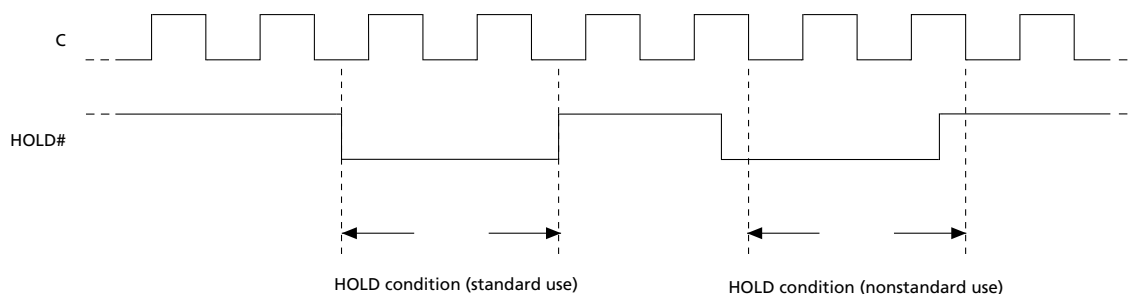 C
HOLD#
HOLD condition (standard use)
HOLD condition (nonstandard use)